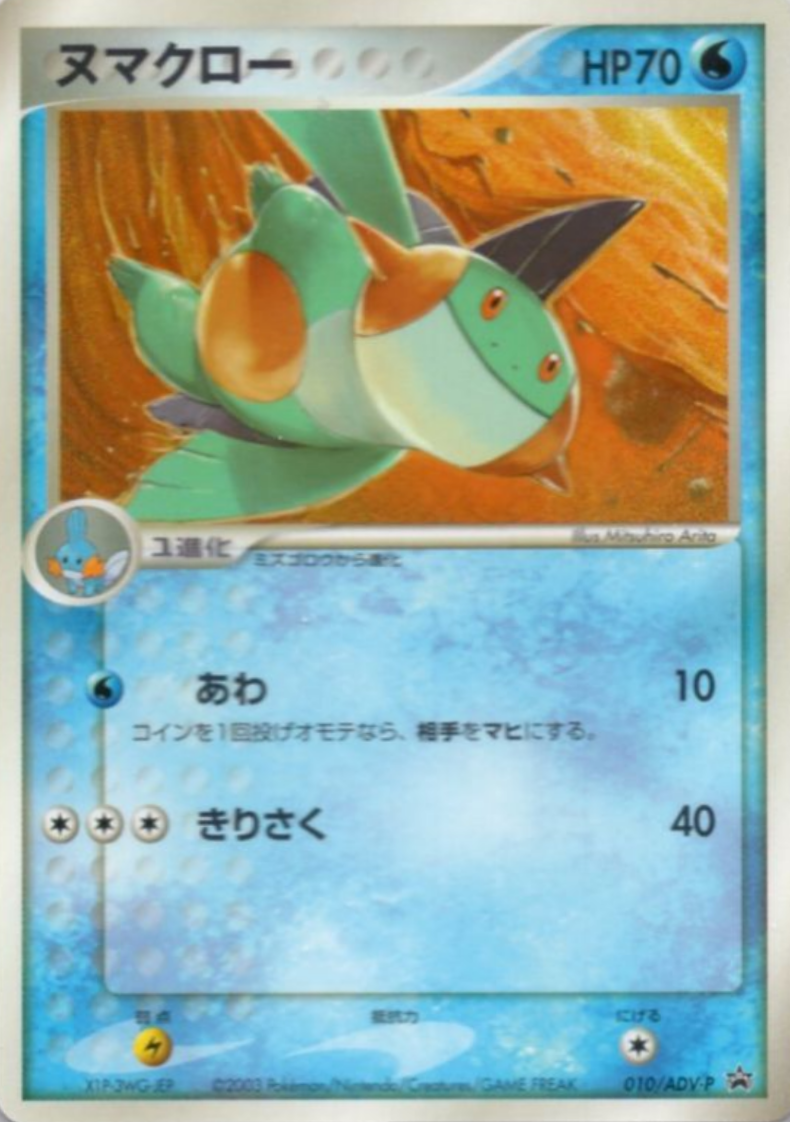 ヌマクロー
HP70
Illus. Mitsuhiro Arita
1進化
ミズゴロウから進化
あわ 10
コインを1回投げオモテなら、相手をマヒにする。
きりさく 40
弱点 抵抗力 にげる
X1P-3WG-JEP ©2003 Pokémon/Nintendo/Creatures/GAME FREAK 010/ADV-P